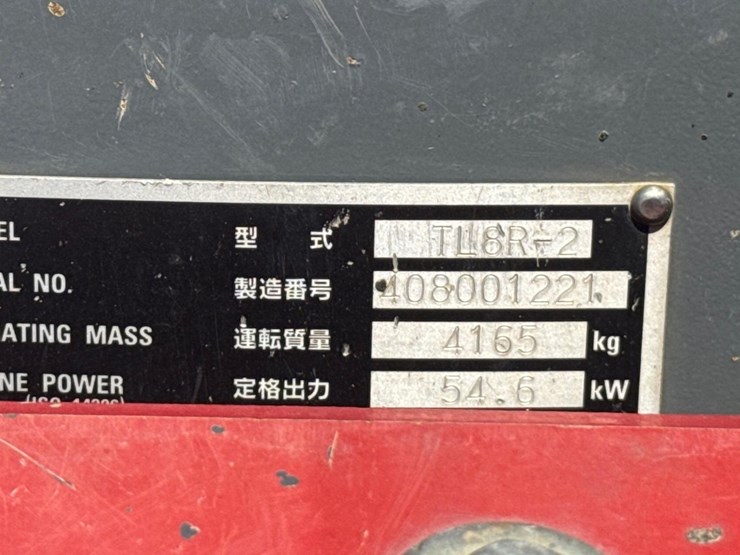 EL 型式 TL8R-2
AL NO. 製造番号 408001221
ATING MASS 運転質量 4165 kg
NE POWER 定格出力 54.6 kW